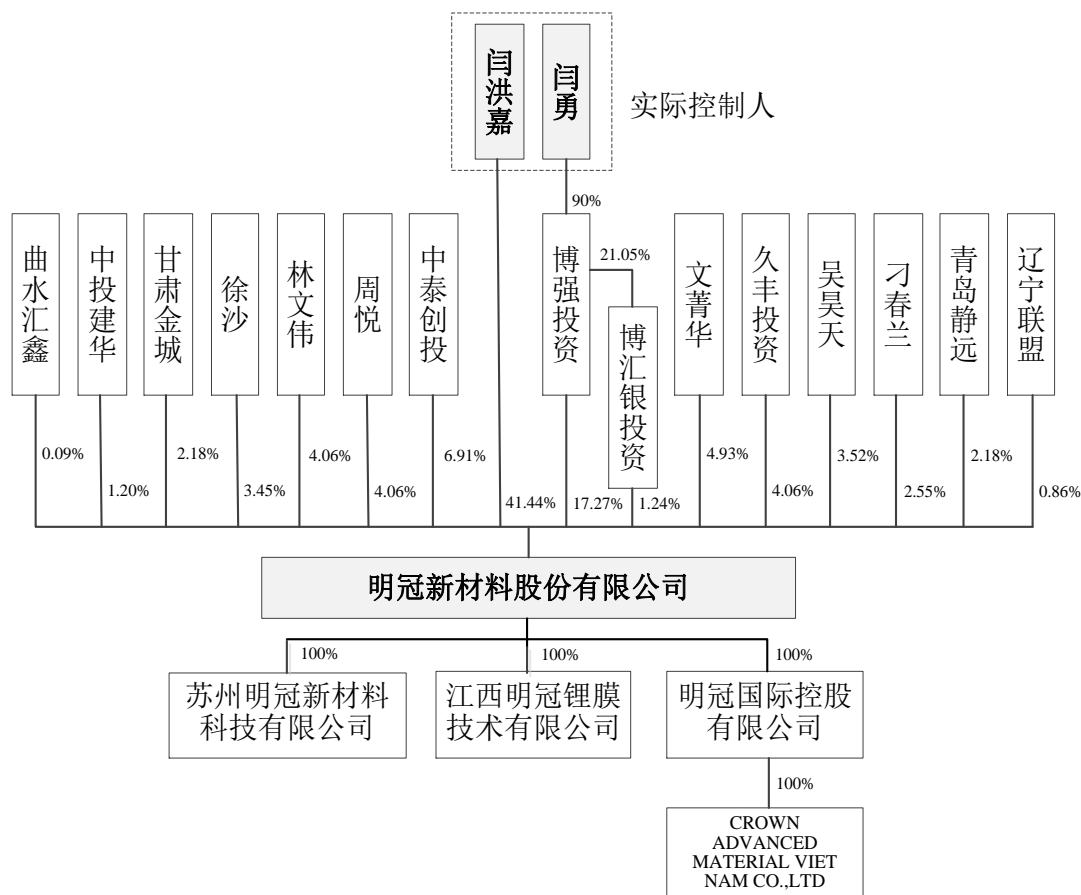 闫洪嘉
闫勇
实际控制人
90%
曲水汇鑫
中投建华
甘肃金城
徐沙
林文伟
周悦
中泰创投
博强投资
21.05%
博汇银投资
文菁华
久丰投资
吴昊天
刁春兰
青岛静远
辽宁联盟
0.09%
1.20%
2.18%
3.45%
4.06%
4.06%
6.91%
41.44%
17.27%
1.24%
4.93%
4.06%
3.52%
2.55%
2.18%
0.86%
明冠新材料股份有限公司
100%
100%
100%
苏州明冠新材料
科技有限公司
江西明冠锂膜
技术有限公司
明冠国际控股
有限公司
100%
CROWN
ADVANCED
MATERIAL VIET
NAM CO.,LTD